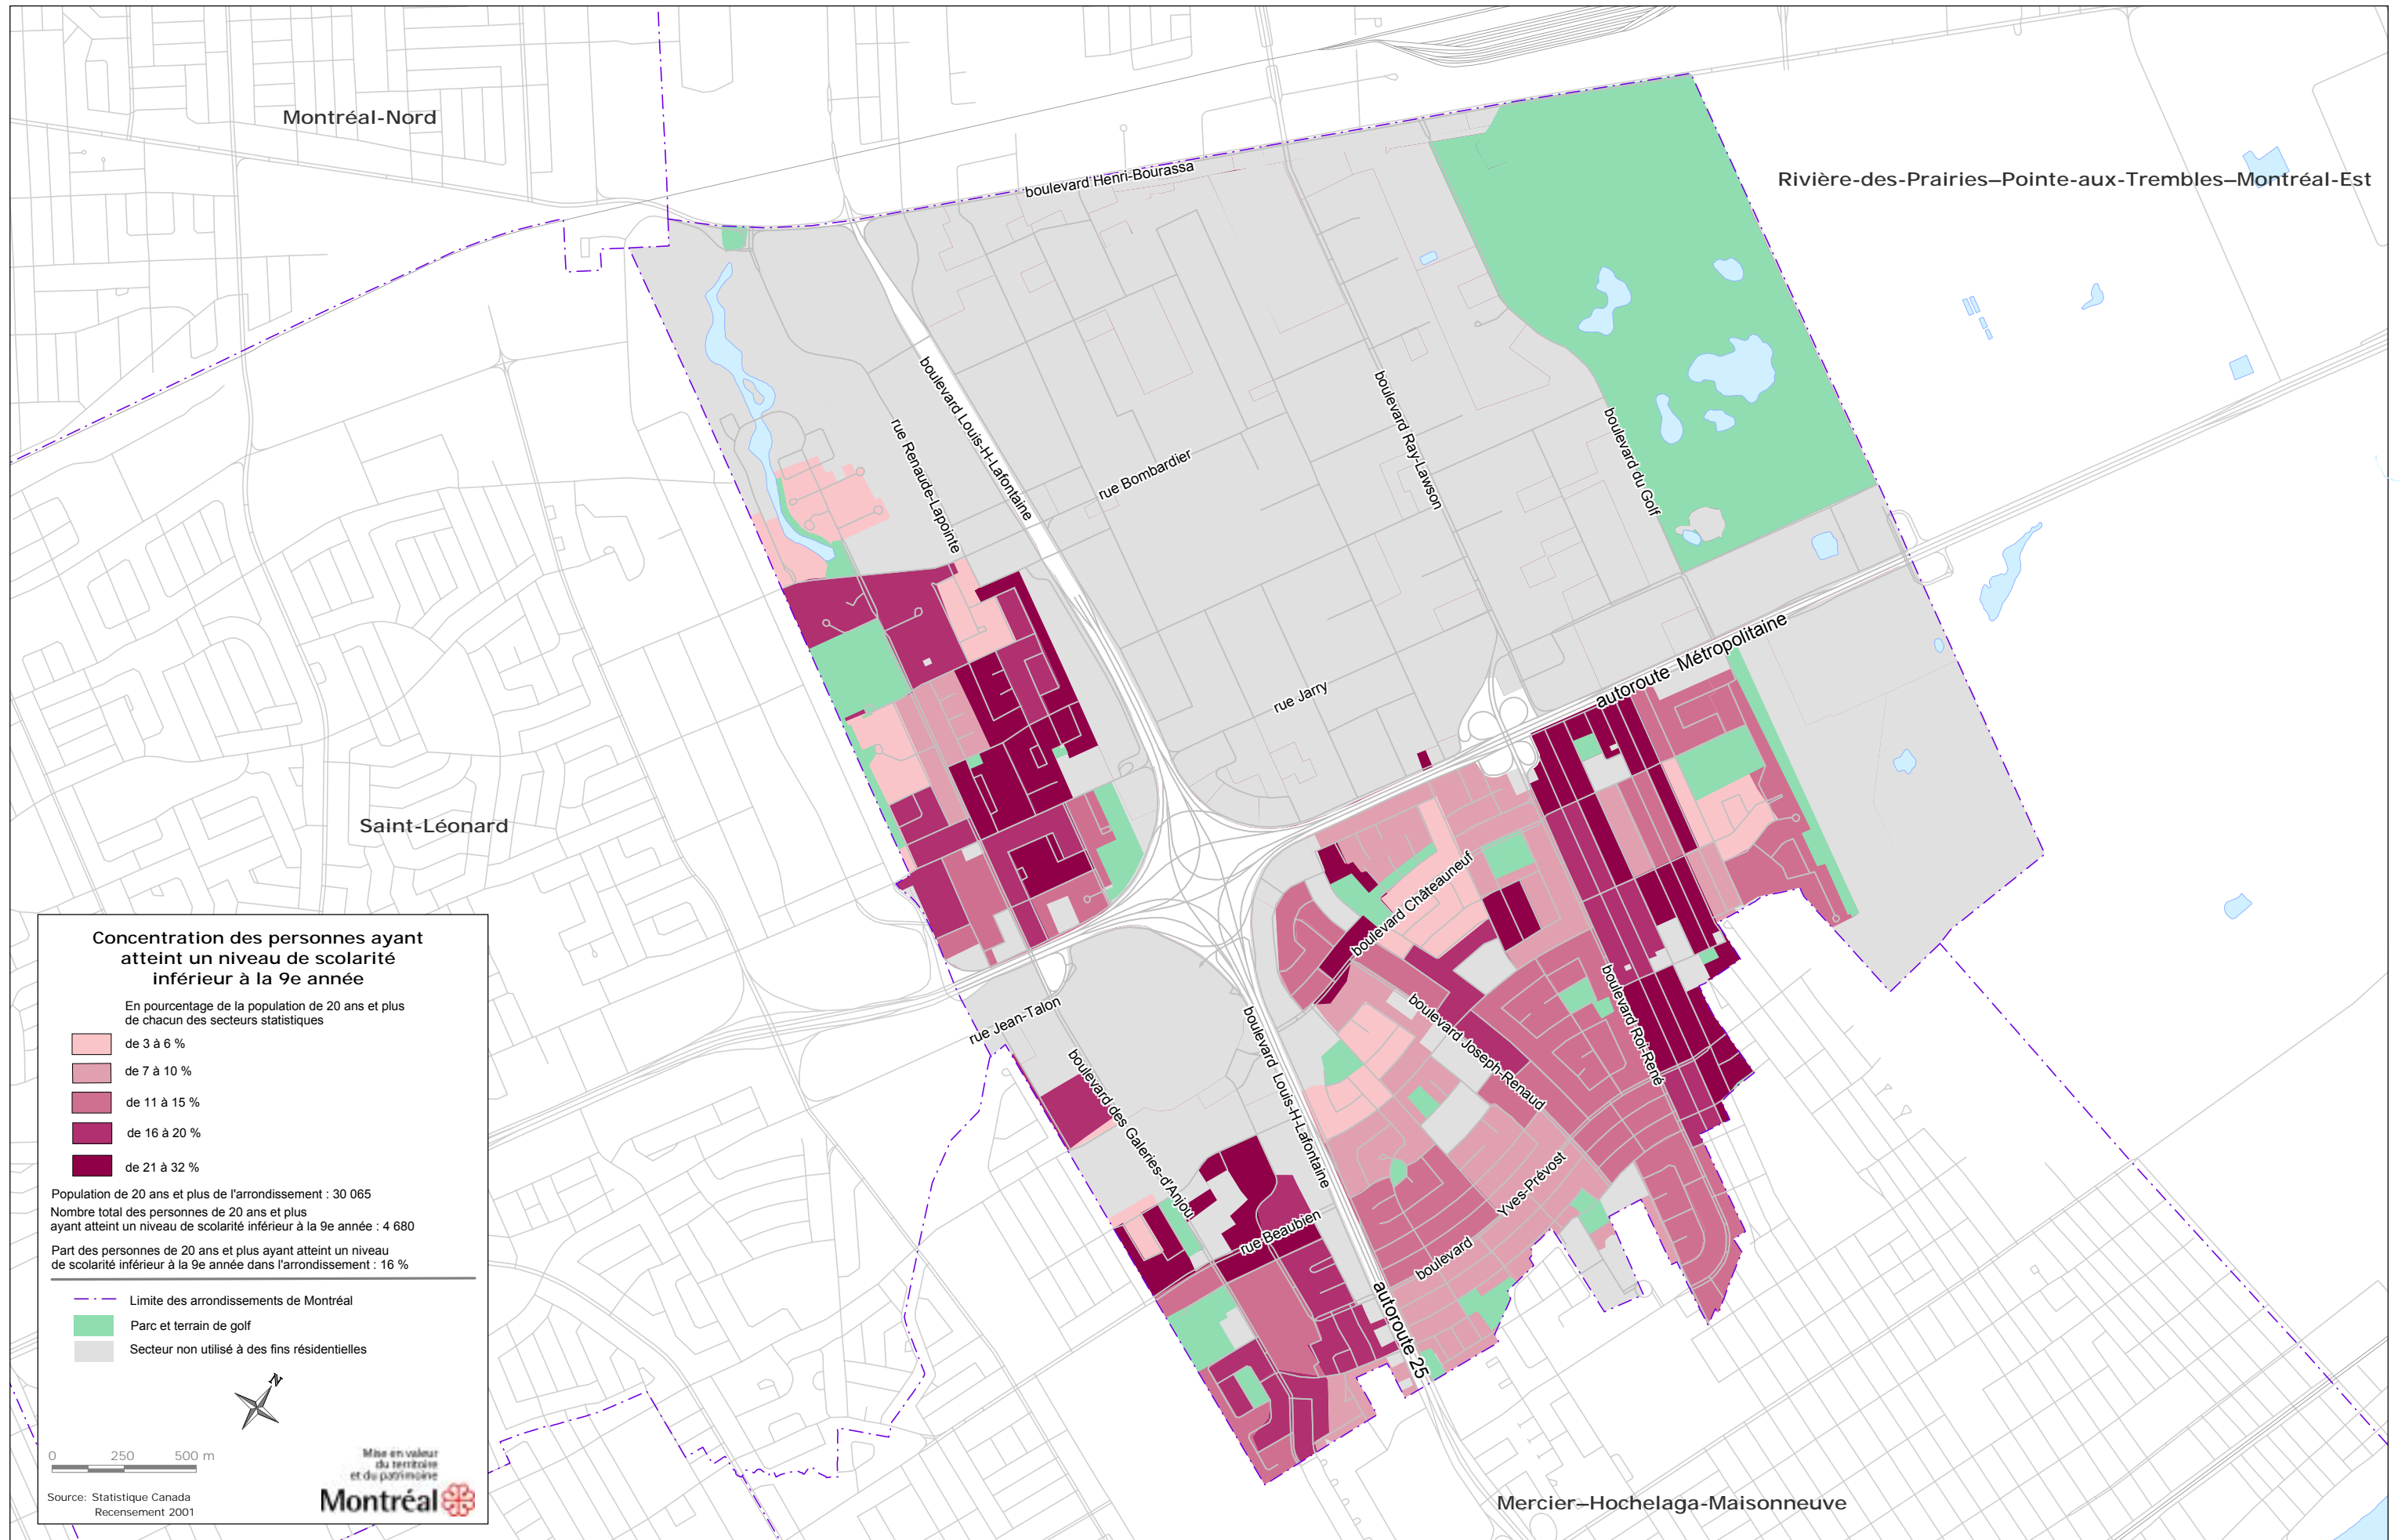 Montréal-Nord
Rivière-des-Prairies–Pointe-aux-Trembles–Montréal-Est
boulevard Henri-Bourassa
boulevard Louis-H-Lafontaine
rue Renaude-Lapointe
rue Bombardier
boulevard Ray-Lawson
boulevard du Golf
rue Jarry
autoroute Métropolitaine
Saint-Léonard
boulevard Châteauneuf
boulevard Joseph-Renaud
boulevard Roi-René
rue Jean-Talon
boulevard des Galeries-d'Anjou
boulevard Louis-H-Lafontaine
rue Beaubien
boulevard Yves-Prévost
autoroute 25
Mercier–Hochelaga-Maisonneuve
Concentration des personnes ayant
atteint un niveau de scolarité
inférieur à la 9e année
En pourcentage de la population de 20 ans et plus
de chacun des secteurs statistiques
de 3 à 6 %
de 7 à 10 %
de 11 à 15 %
de 16 à 20 %
de 21 à 32 %
Population de 20 ans et plus de l'arrondissement : 30 065
Nombre total des personnes de 20 ans et plus
ayant atteint un niveau de scolarité inférieur à la 9e année : 4 680
Part des personnes de 20 ans et plus ayant atteint un niveau
de scolarité inférieur à la 9e année dans l'arrondissement : 16 %
Limite des arrondissements de Montréal
Parc et terrain de golf
Secteur non utilisé à des fins résidentielles
N
0 250 500 m
Mise en valeur
du territoire
et du patrimoine
Montréal
Source: Statistique Canada
Recensement 2001